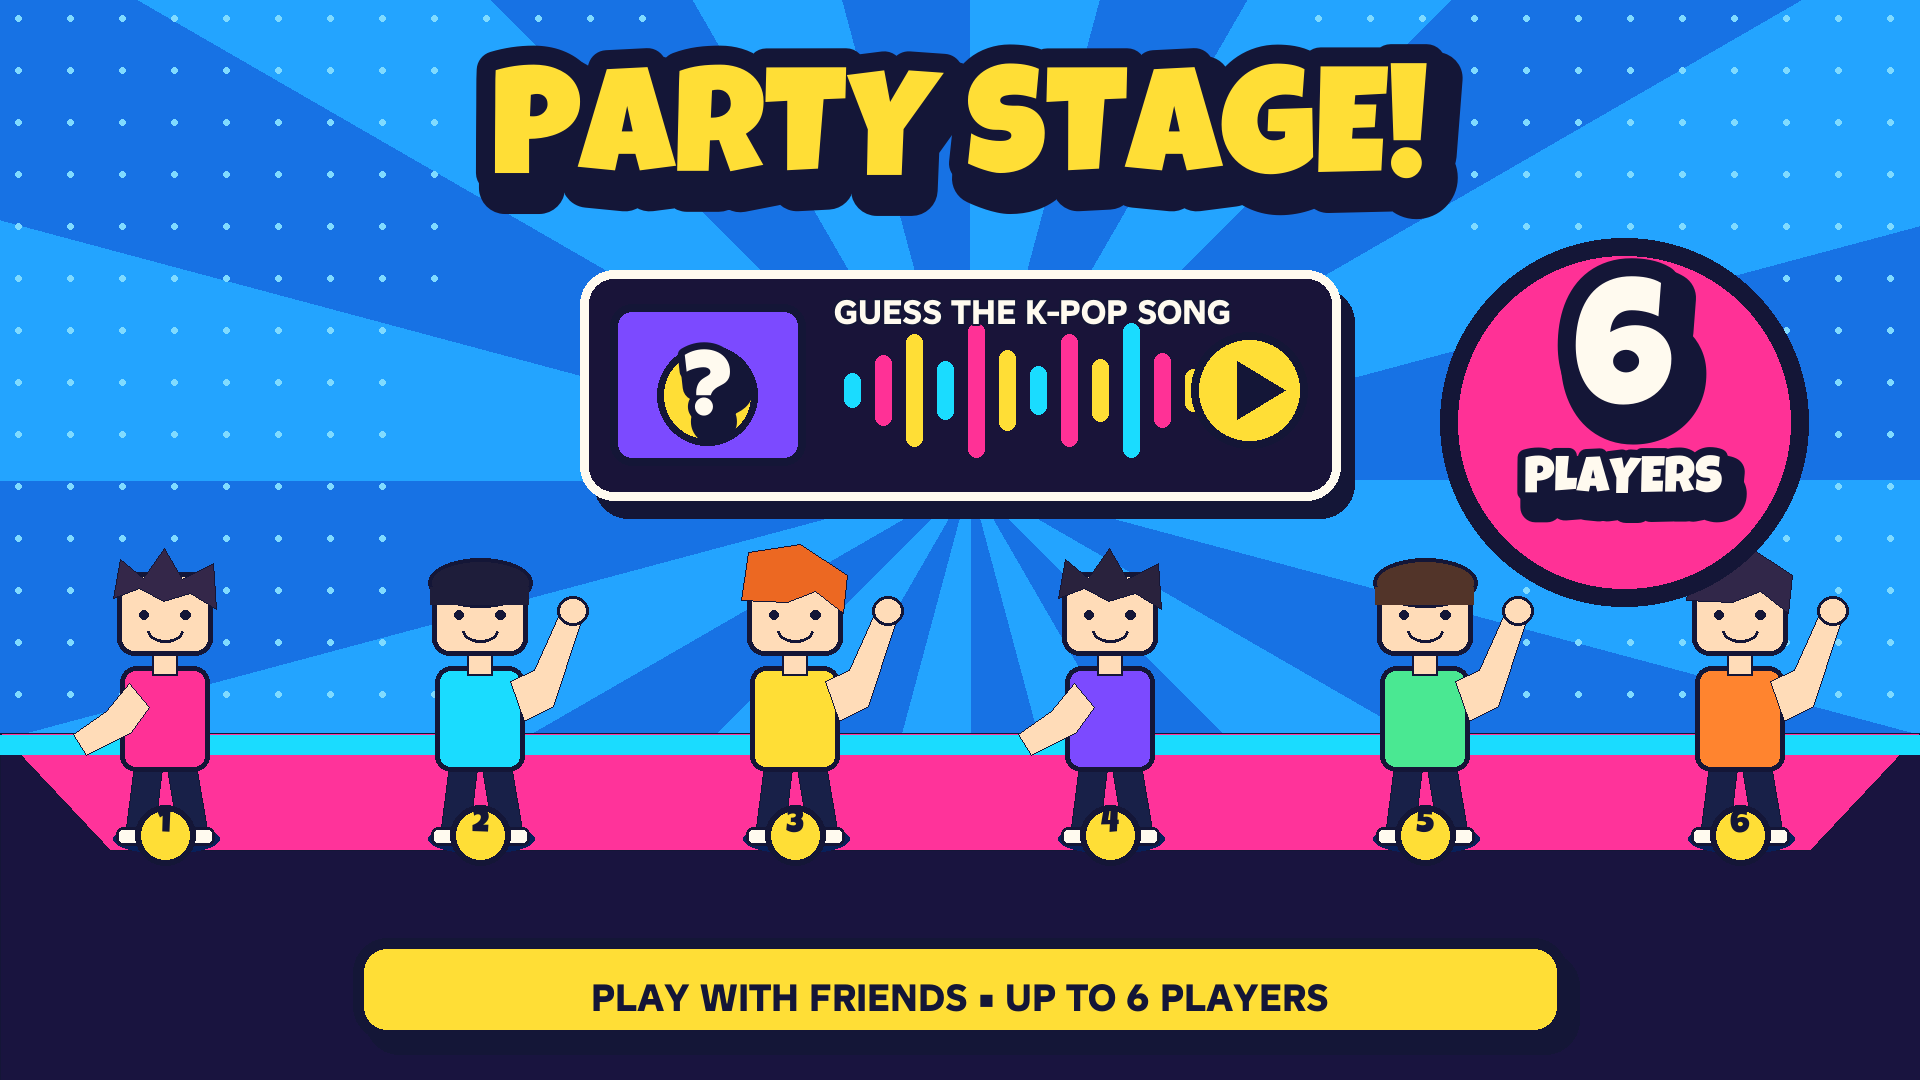 PARTY STAGE!
GUESS THE K-POP SONG
?
6
PLAYERS
1
2
3
4
5
6
PLAY WITH FRIENDS ▪ UP TO 6 PLAYERS